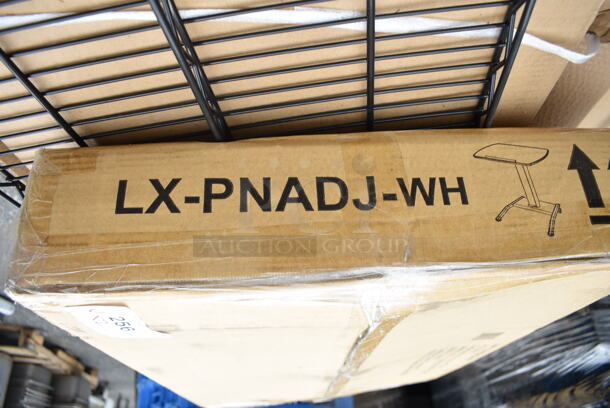 LX-PNADJ-WH
AUCTION GROUP
256